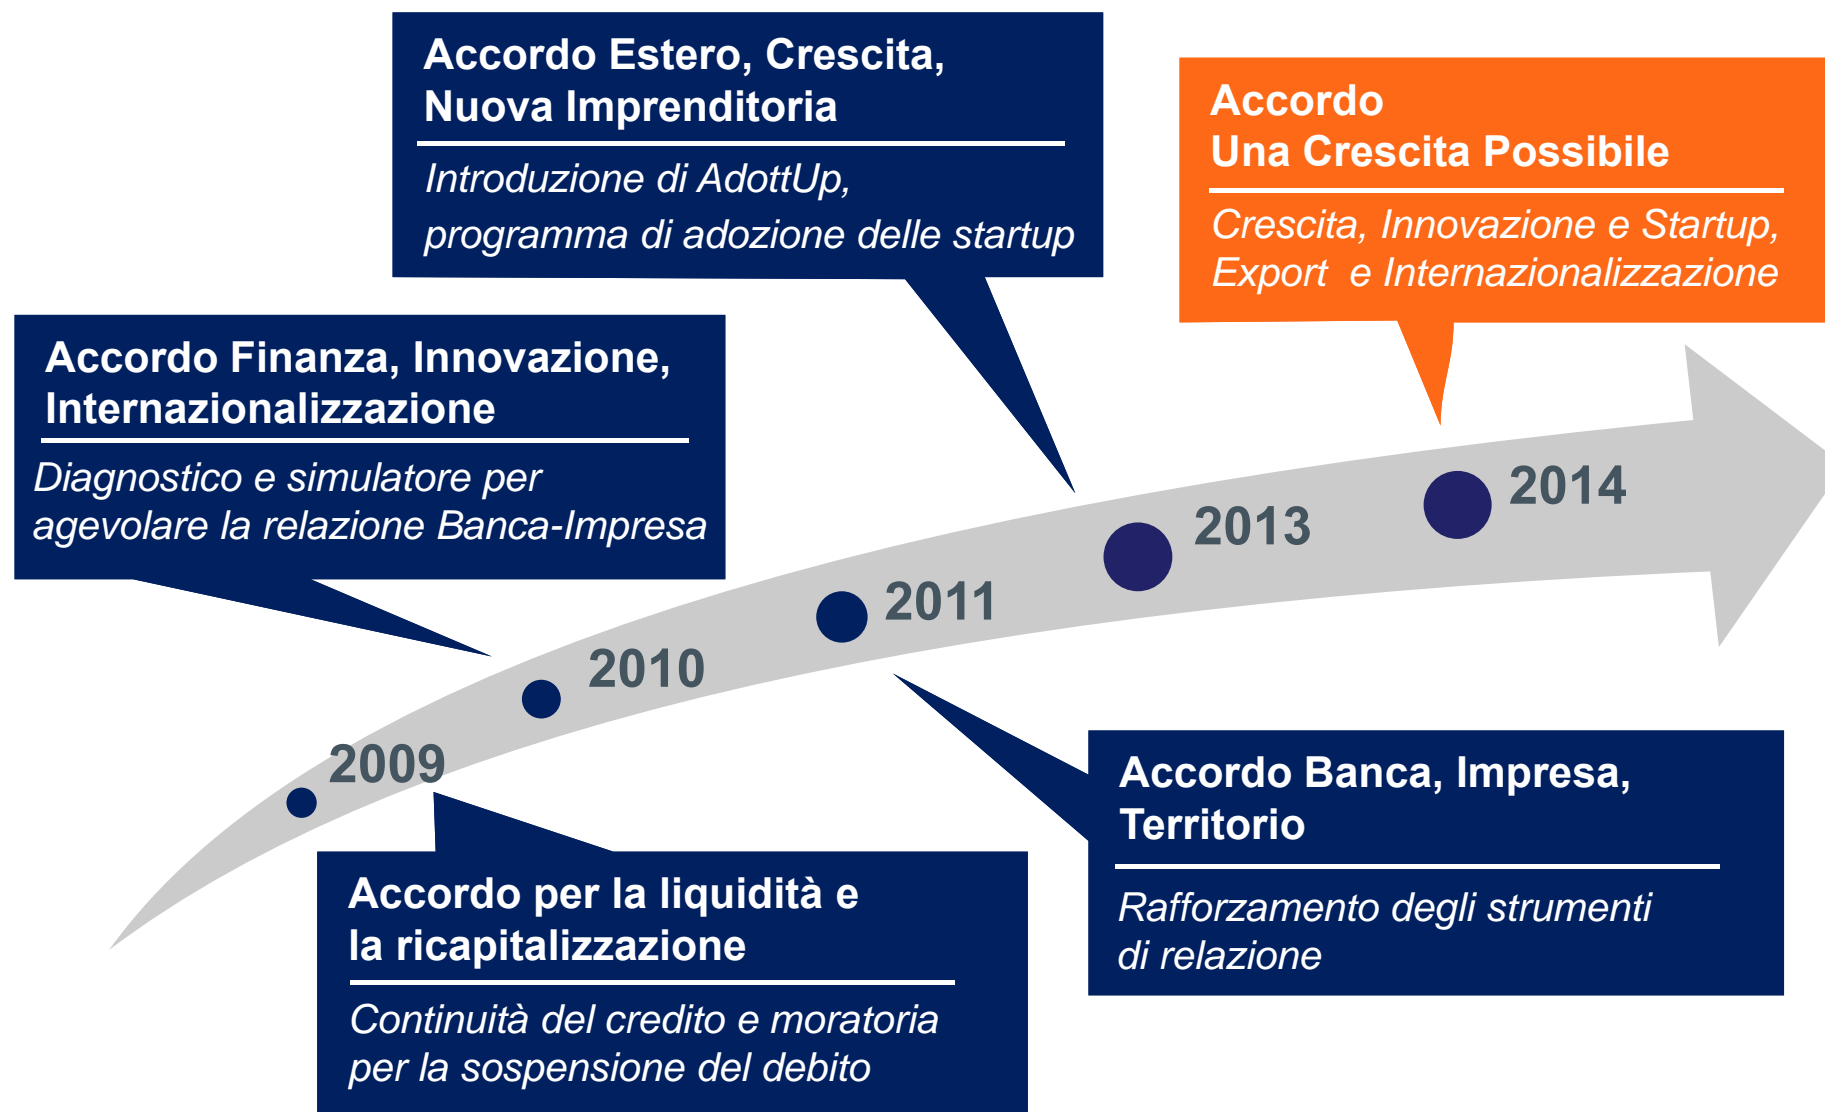 Accordo Estero, Crescita,
Nuova Imprenditoria
Introduzione di AdottUp,
programma di adozione delle startup
Accordo
Una Crescita Possibile
Crescita, Innovazione e Startup,
Export e Internazionalizzazione
Accordo Finanza, Innovazione,
Internazionalizzazione
Diagnostico e simulatore per
agevolare la relazione Banca-Impresa
2014
2013
2011
2010
2009
Accordo Banca, Impresa,
Territorio
Rafforzamento degli strumenti
di relazione
Accordo per la liquidità e
la ricapitalizzazione
Continuità del credito e moratoria
per la sospensione del debito